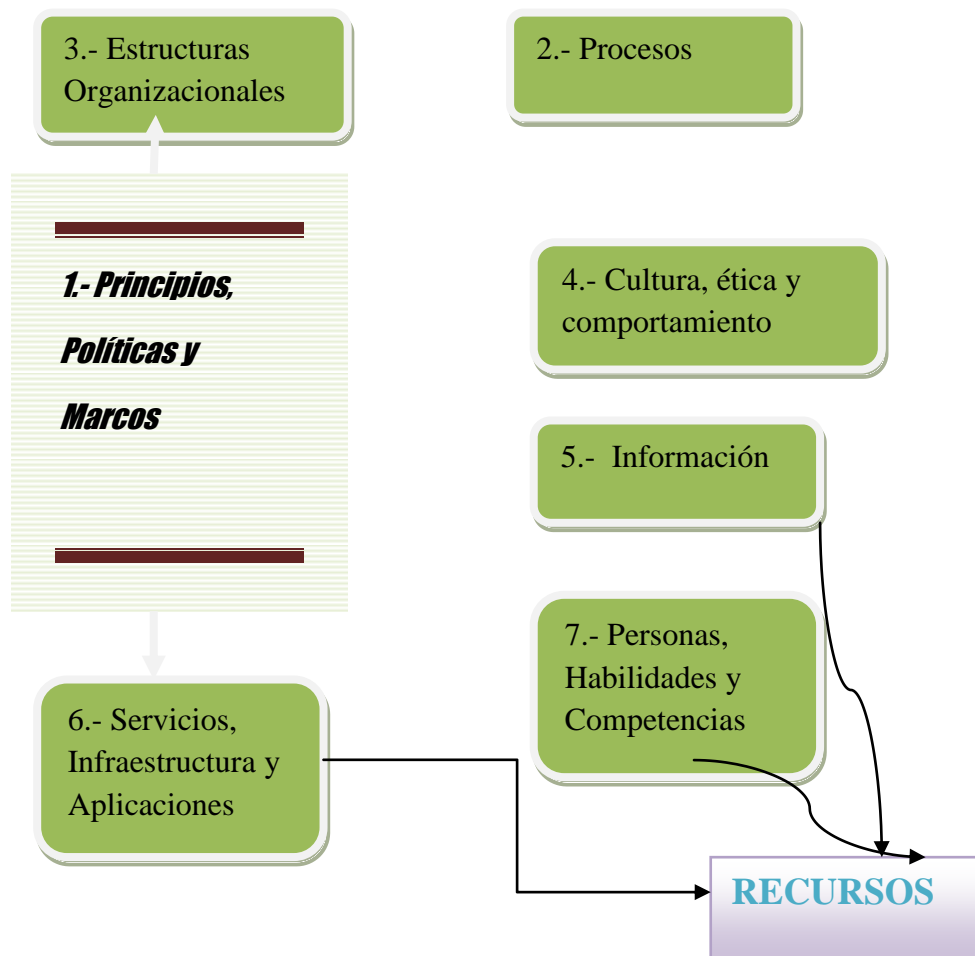 3.- Estructuras
Organizacionales
2.- Procesos
1.- Principios,
Políticas y
Marcos
4.- Cultura, ética y
comportamiento
5.- Información
7.- Personas,
Habilidades y
Competencias
6.- Servicios,
Infraestructura y
Aplicaciones
RECURSOS